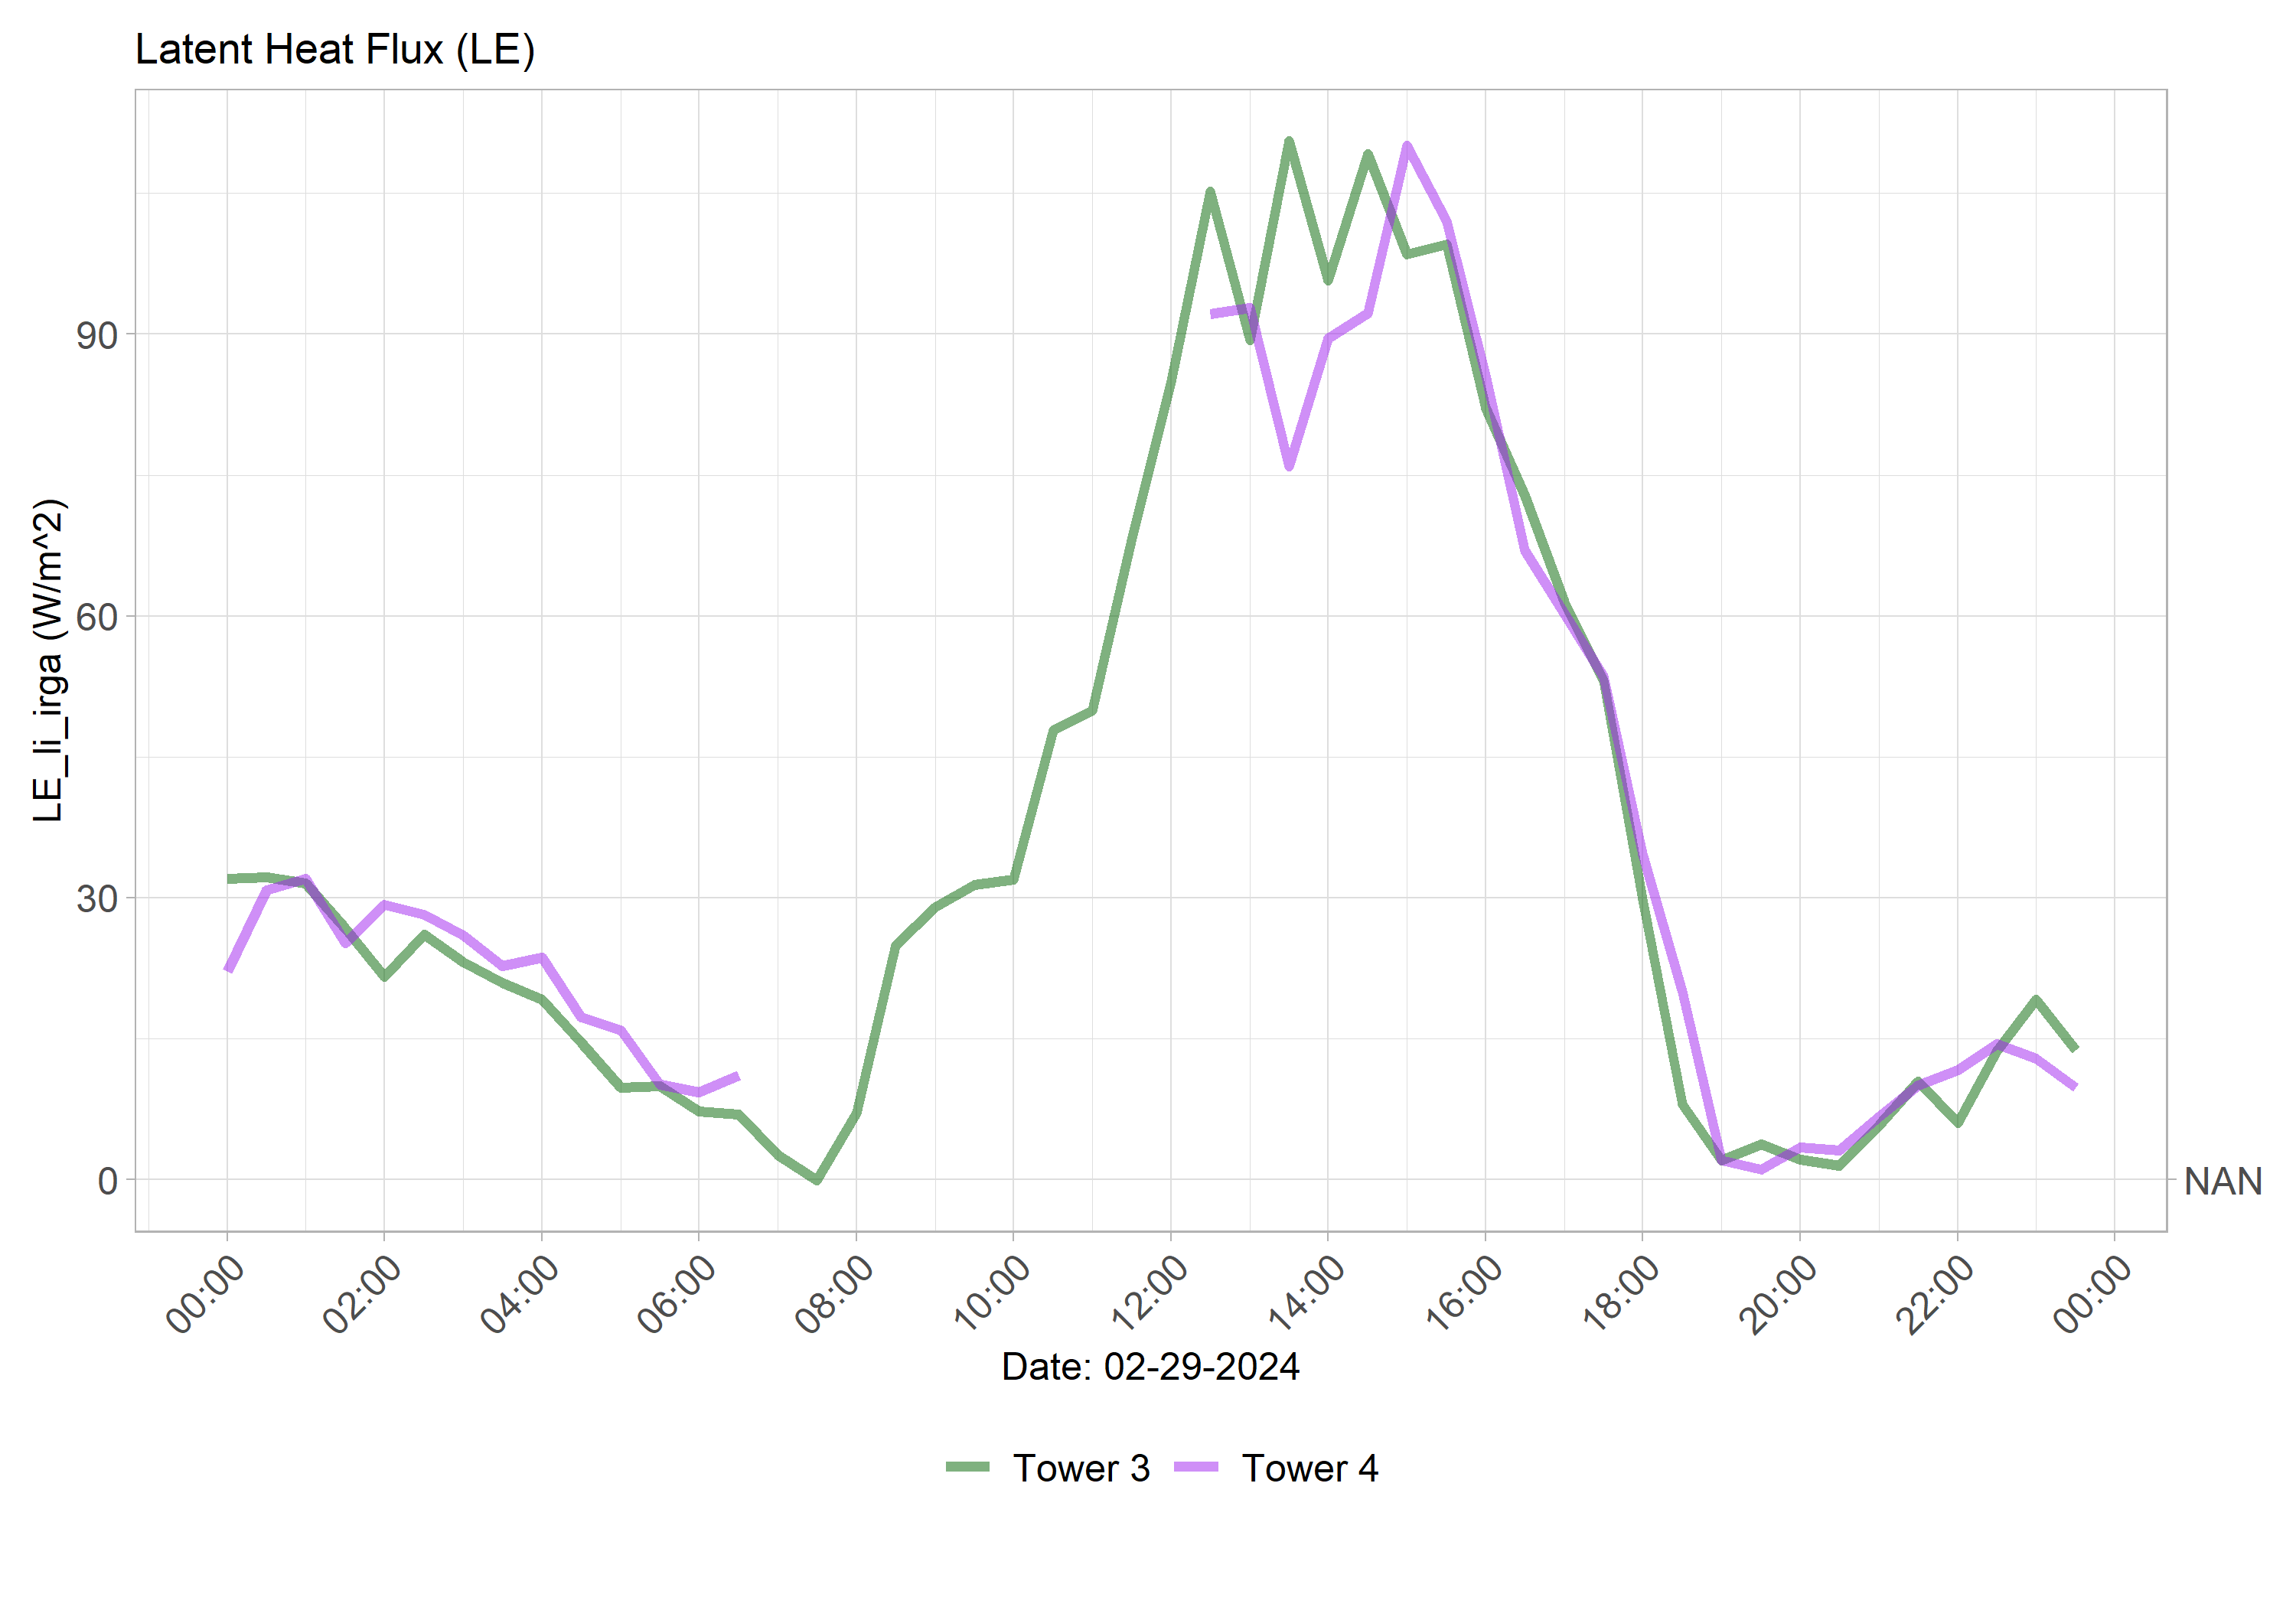 Latent Heat Flux (LE)
LE_li_irga (W/m^2)
90
60
30
0
NAN
00:00 02:00 04:00 06:00 08:00 10:00 12:00 14:00 16:00 18:00 20:00 22:00 00:00
Date: 02-29-2024
Tower 3 Tower 4